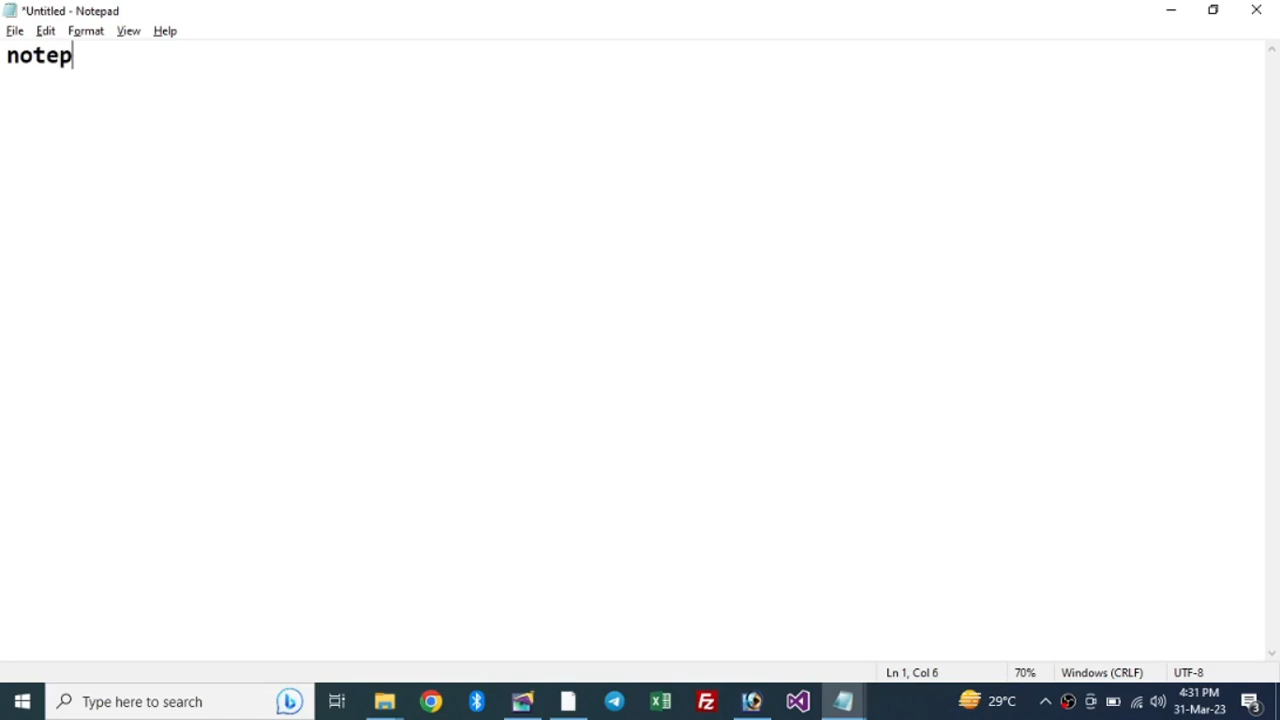 *Untitled - Notepad
File Edit Format View Help
notep
Ln 1, Col 6 70% Windows (CRLF) UTF-8
Type here to search 29°C 4:31 PM
31-Mar-23 3